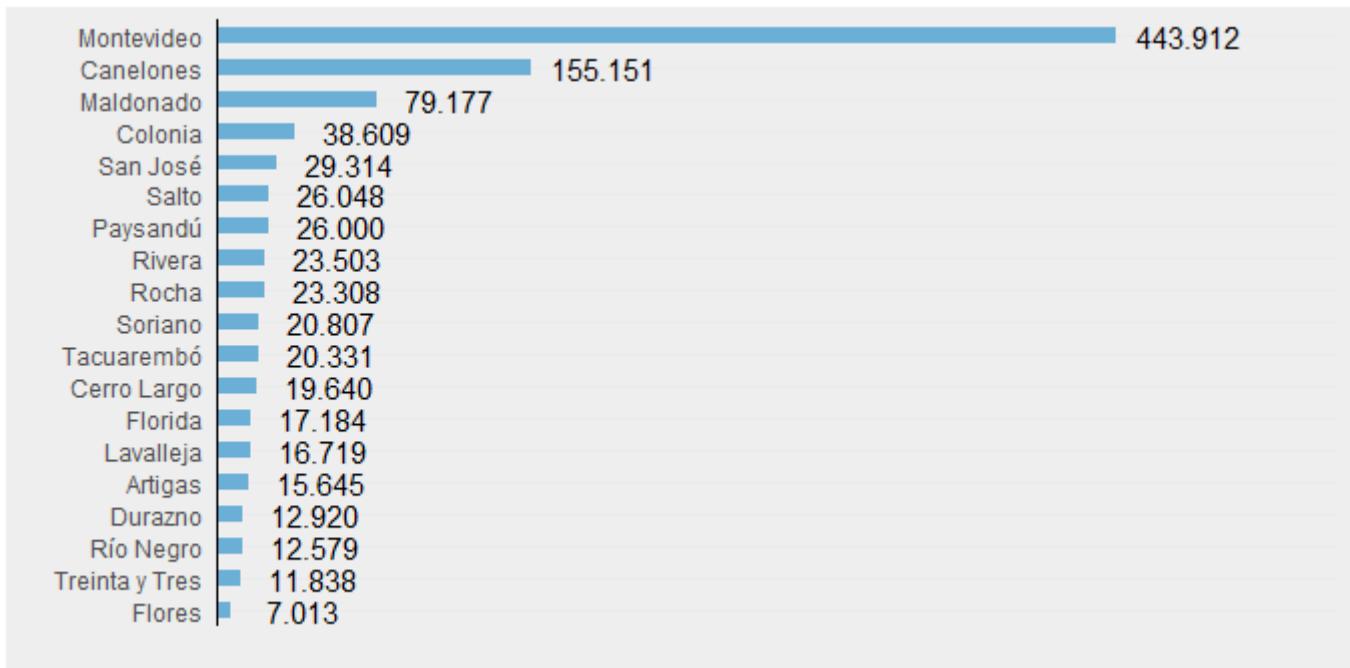 Montevideo 443.912
Canelones 155.151
Maldonado 79.177
Colonia 38.609
San José 29.314
Salto 26.048
Paysandú 26.000
Rivera 23.503
Rocha 23.308
Soriano 20.807
Tacuarembó 20.331
Cerro Largo 19.640
Florida 17.184
Lavalleja 16.719
Artigas 15.645
Durazno 12.920
Río Negro 12.579
Treinta y Tres 11.838
Flores 7.013